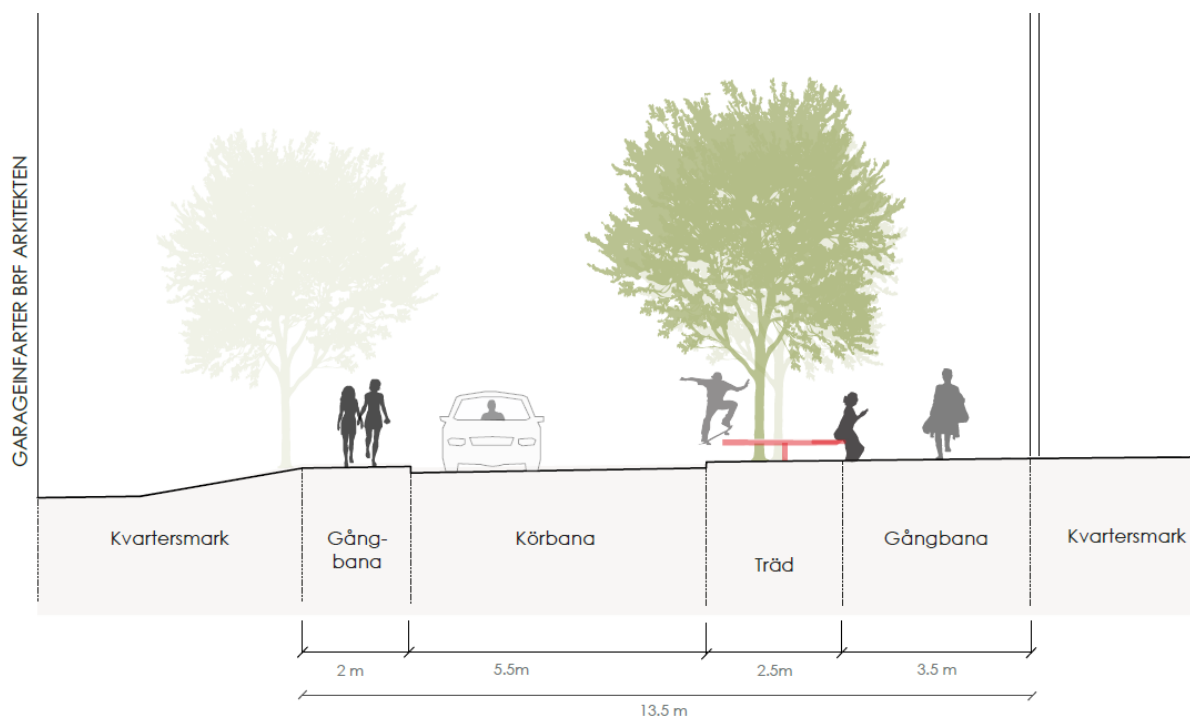 GARAGEINFARTER BRF ARKITEKTEN
Kvartersmark
Gång-
bana
Körbana
Träd
Gångbana
Kvartersmark
2 m
5.5m
2.5m
3.5 m
13.5 m